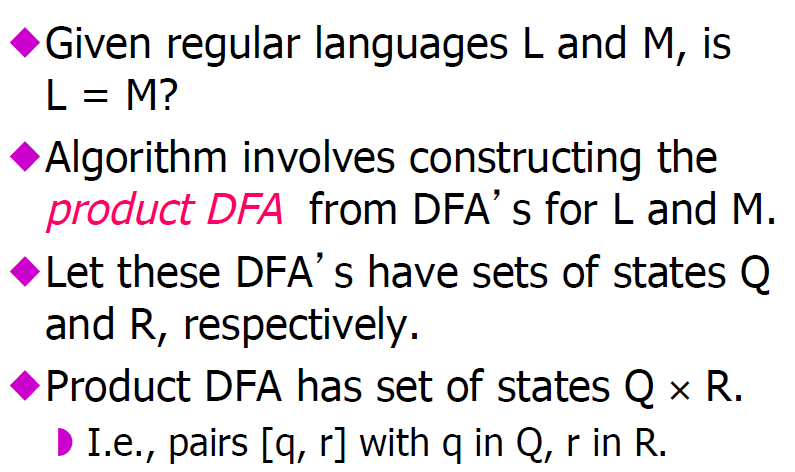 ◆Given regular languages L and M, is
L = M?
◆Algorithm involves constructing the
product DFA from DFA’s for L and M.
◆Let these DFA’s have sets of states Q
and R, respectively.
◆Product DFA has set of states Q × R.
◗ I.e., pairs [q, r] with q in Q, r in R.